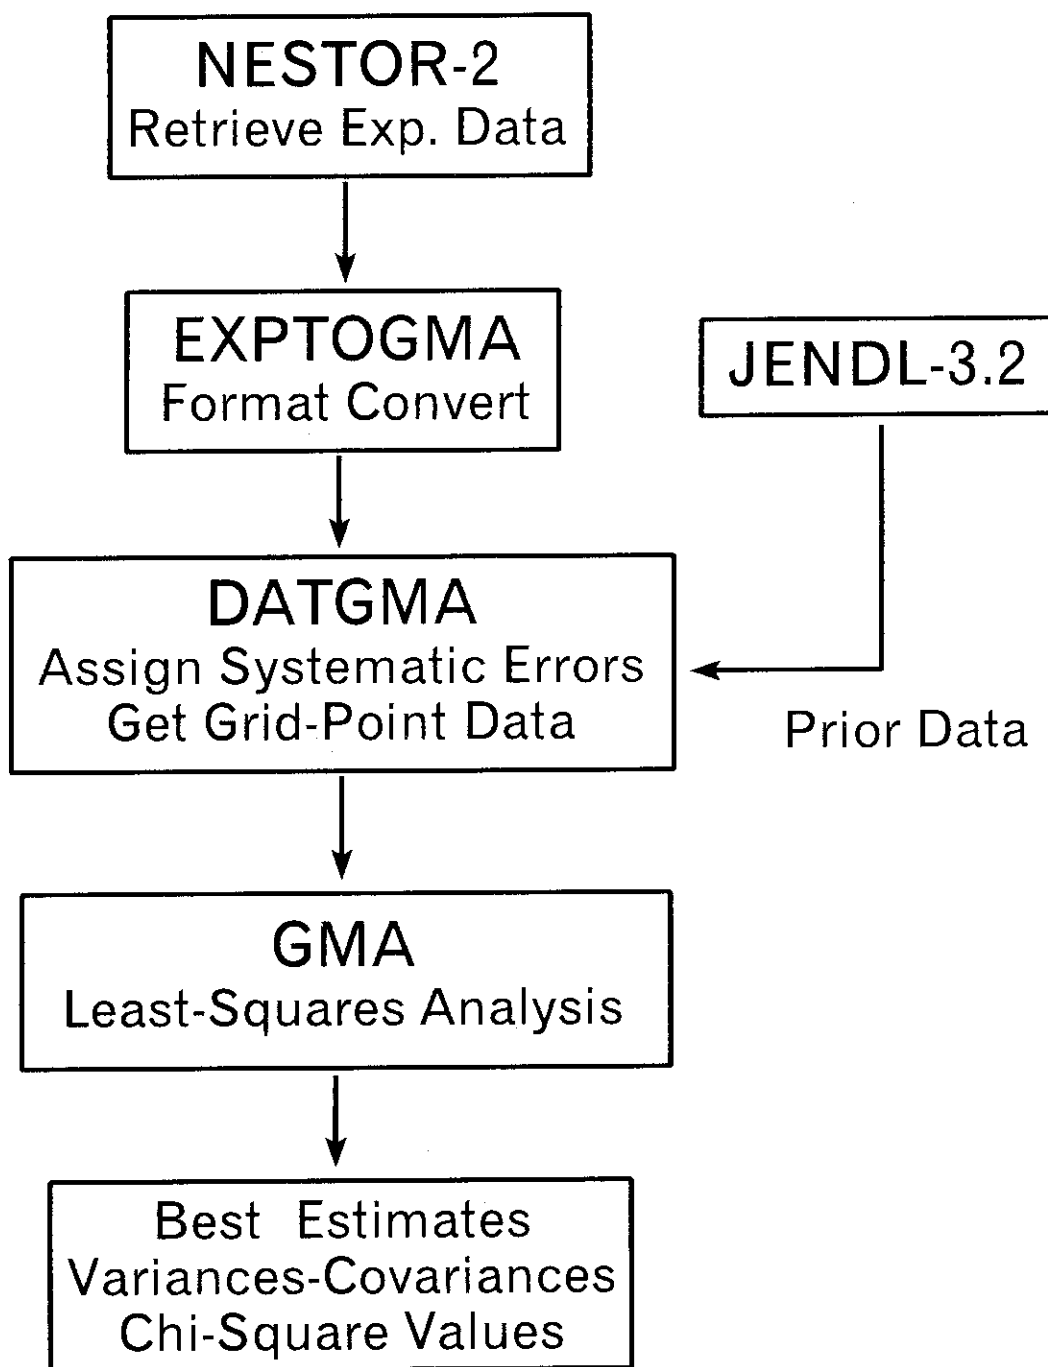 NESTOR-2
Retrieve Exp. Data
EXPTOGMA
Format Convert
JENDL-3.2
DATGMA
Assign Systematic Errors
Get Grid-Point Data
Prior Data
GMA
Least-Squares Analysis
Best Estimates
Variances-Covariances
Chi-Square Values